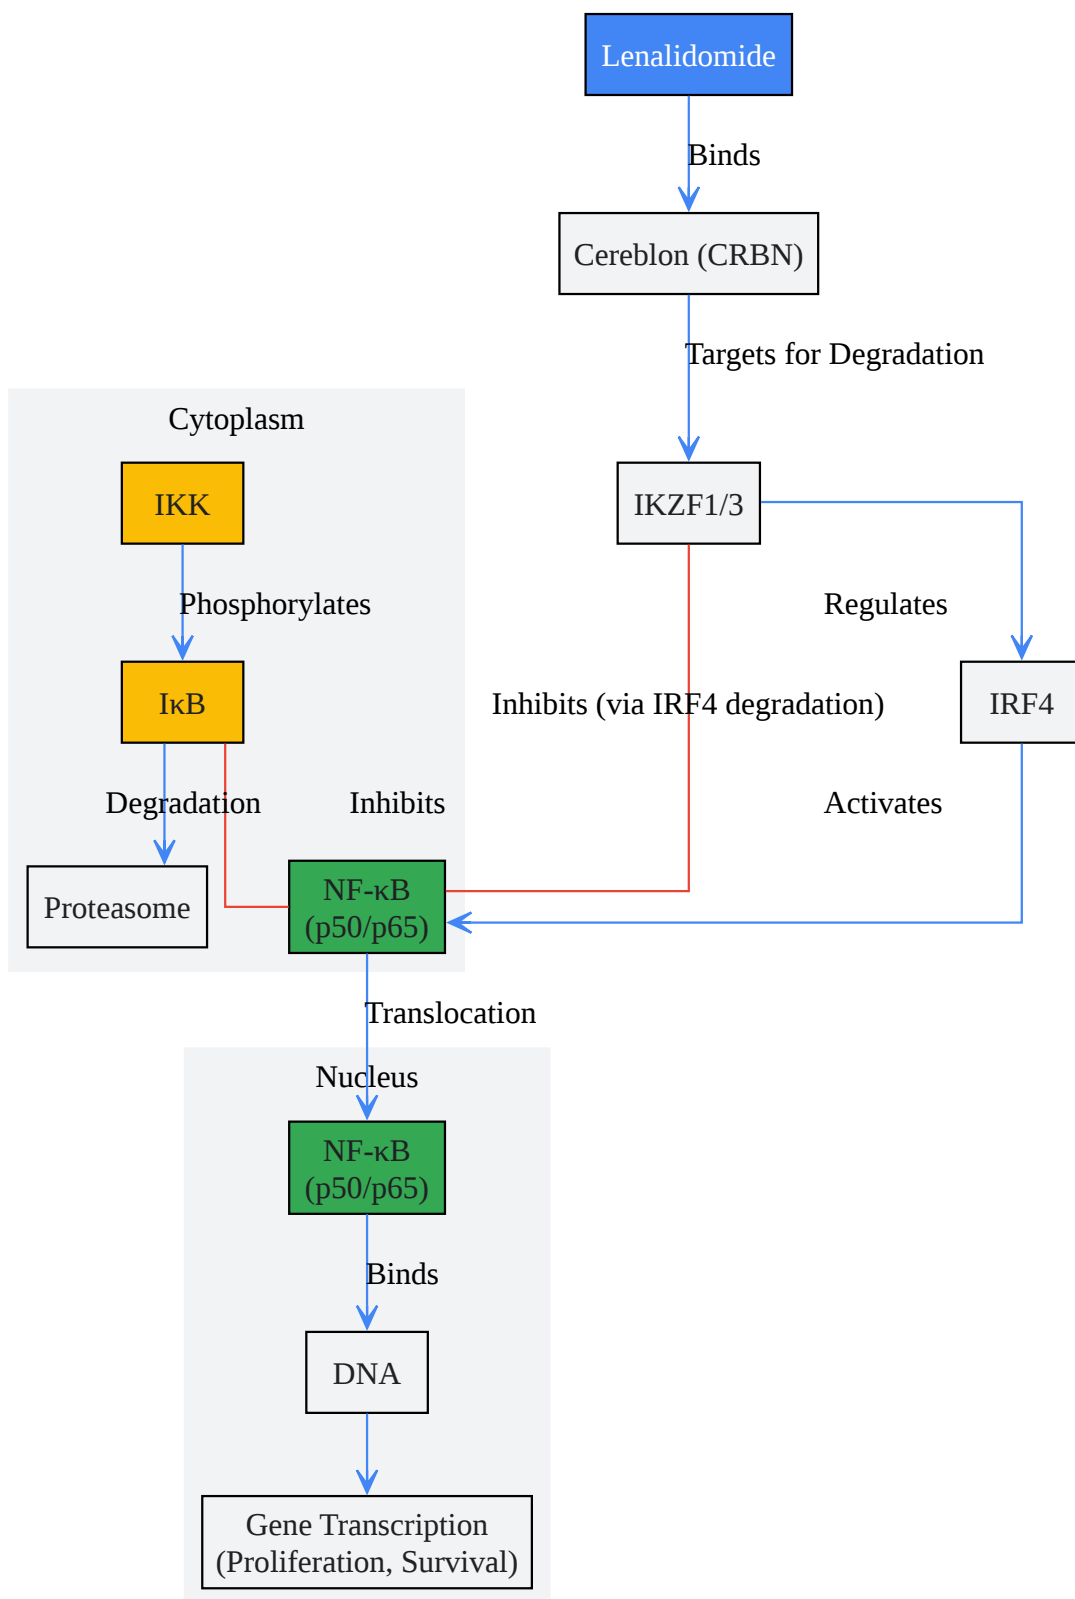 Lenalidomide
Binds
Cereblon (CRBN)
Targets for Degradation
Cytoplasm
IKK
IKZF1/3
Phosphorylates
Regulates
IκB
Inhibits (via IRF4 degradation)
IRF4
Degradation
Inhibits
Activates
Proteasome
NF-κB
(p50/p65)
Translocation
Nucleus
NF-κB
(p50/p65)
Binds
DNA
Gene Transcription
(Proliferation, Survival)